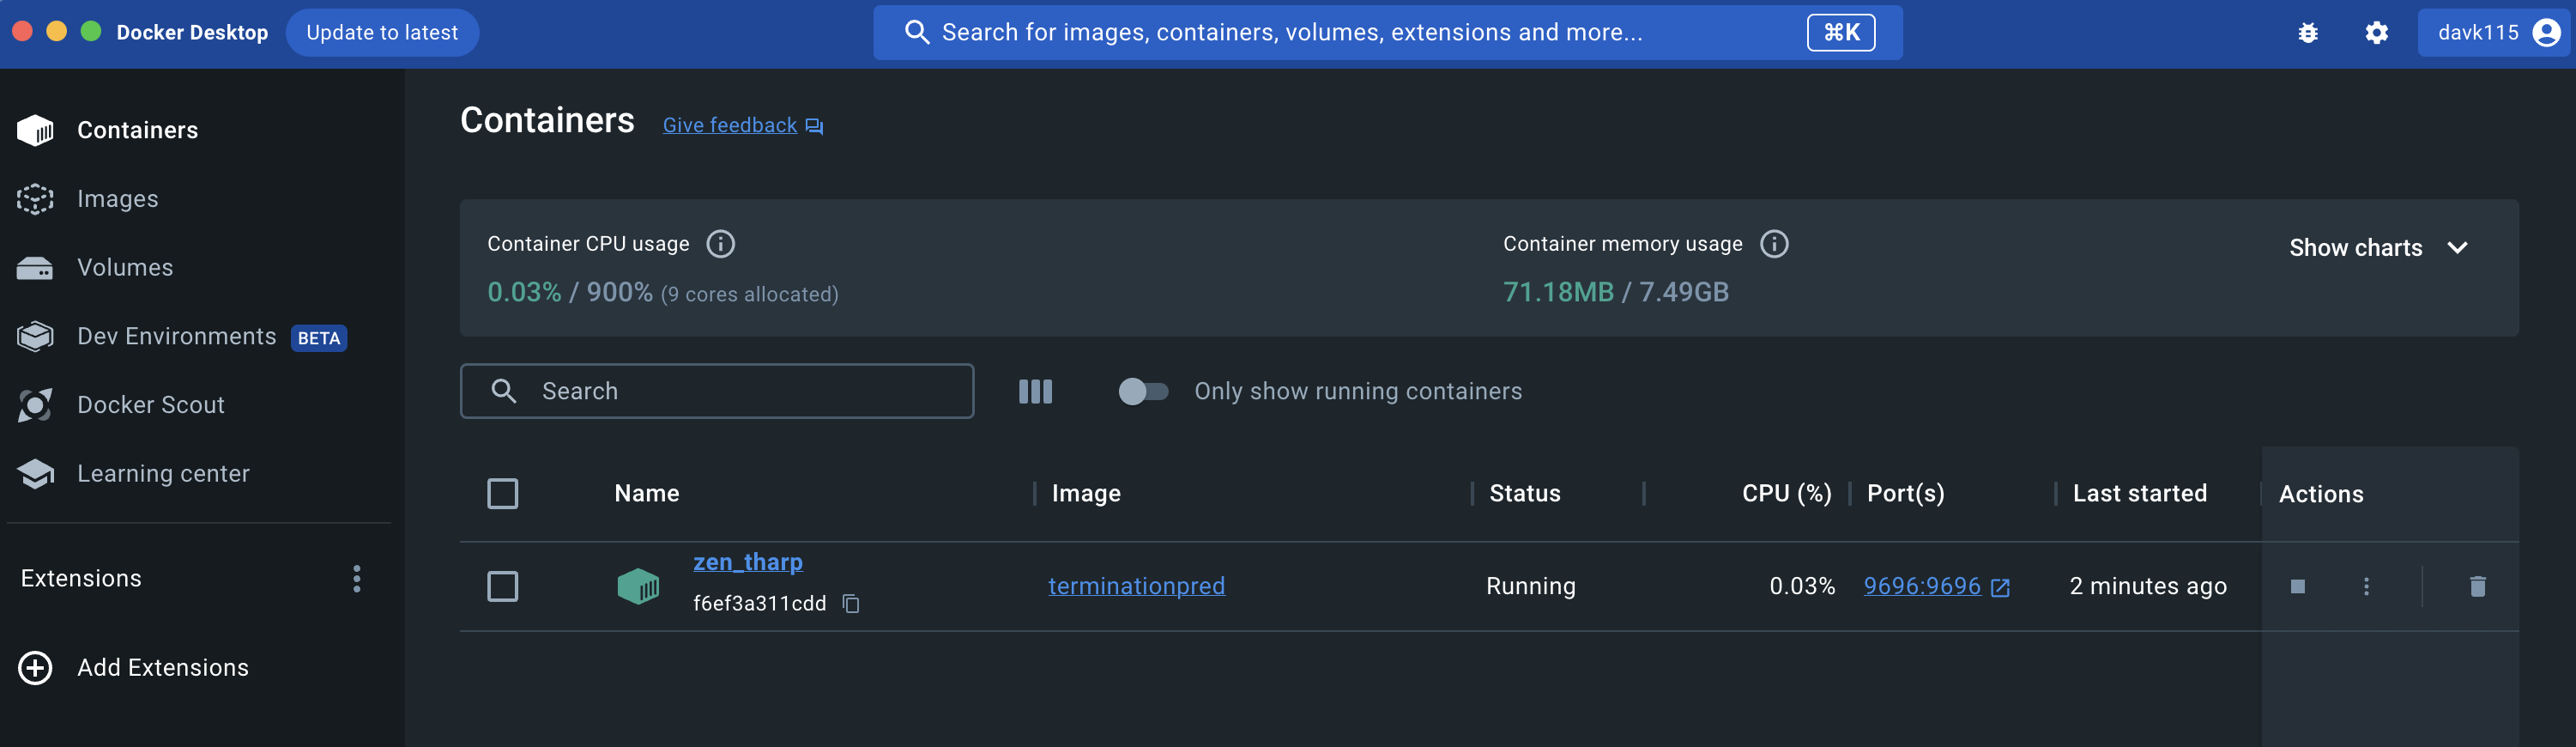 Docker Desktop Update to latest Search for images, containers, volumes, extensions and more... ⌘K davk115
Containers
Images
Volumes
Dev Environments BETA
Docker Scout
Learning center
Extensions
Add Extensions
Containers Give feedback
Container CPU usage Container memory usage Show charts
0.03% / 900% (9 cores allocated) 71.18MB / 7.49GB
Search Only show running containers
Name Image Status CPU (%) Port(s) Last started Actions
zen_tharp
f6ef3a311cdd
terminationpred Running 0.03% 9696:9696 2 minutes ago